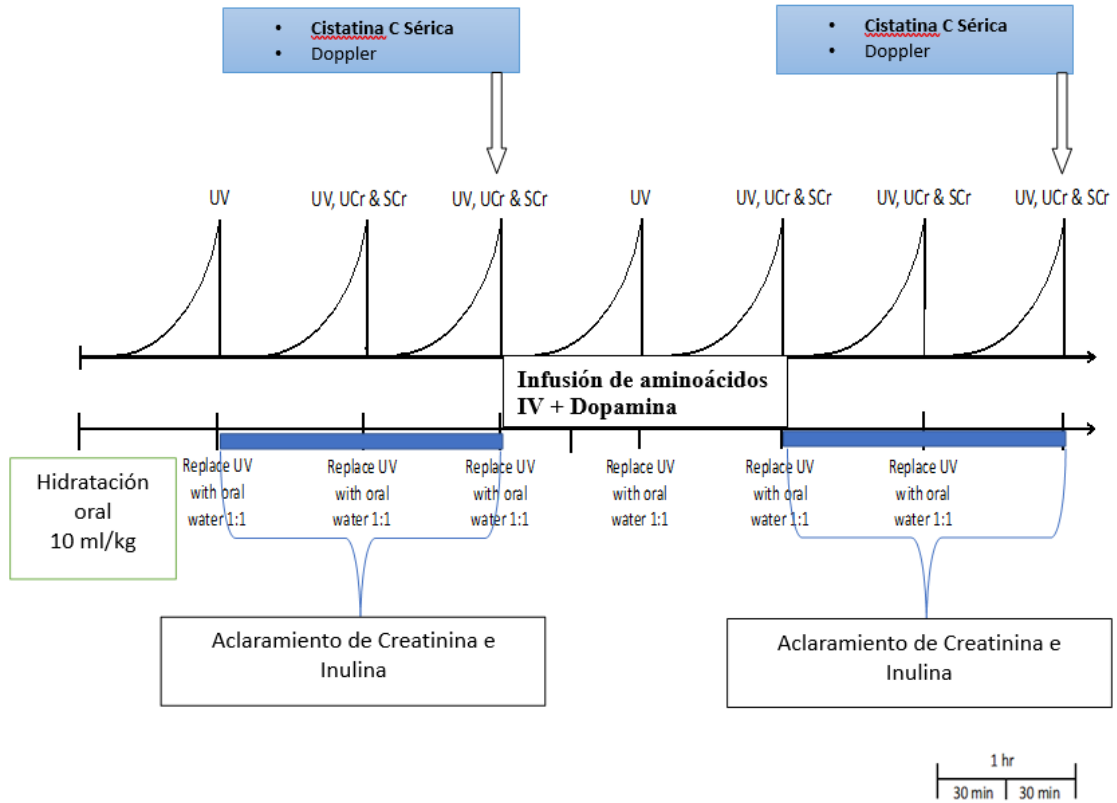 • Cistatina C Sérica
• Doppler
• Cistatina C Sérica
• Doppler
UV
UV, UCr & SCr
UV, UCr & SCr
UV
UV, UCr & SCr
UV, UCr & SCr
UV, UCr & SCr
Infusión de aminoácidos
IV + Dopamina
Hidratación
oral
10 ml/kg
Replace UV
with oral
water 1:1
Replace UV
with oral
water 1:1
Replace UV
with oral
water 1:1
Replace UV
with oral
water 1:1
Replace UV
with oral
water 1:1
Replace UV
with oral
water 1:1
Aclaramiento de Creatinina e
Inulina
Aclaramiento de Creatinina e
Inulina
1 hr
30 min
30 min